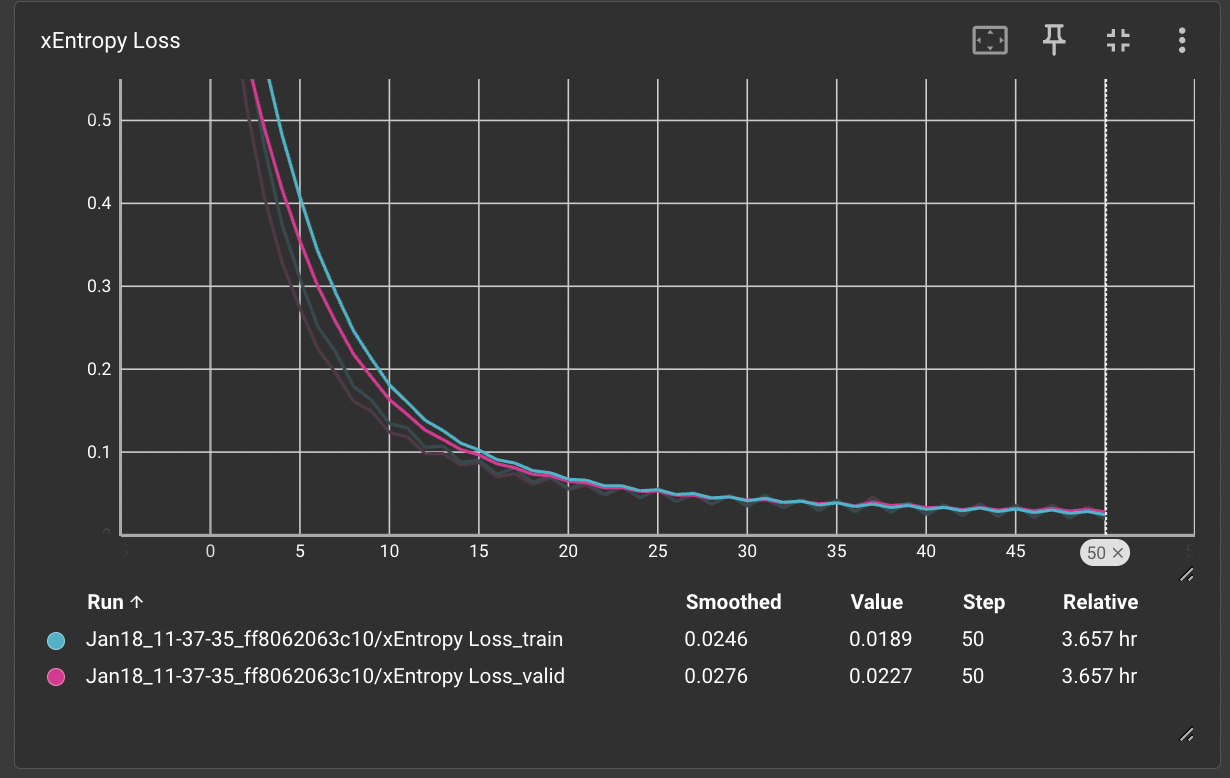 xEntropy Loss
0.5
0.4
0.3
0.2
0.1
0
0 5 10 15 20 25 30 35 40 45 50 ×
Run ↑ Smoothed Value Step Relative
Jan18_11-37-35_ff8062063c10/xEntropy Loss_train 0.0246 0.0189 50 3.657 hr
Jan18_11-37-35_ff8062063c10/xEntropy Loss_valid 0.0276 0.0227 50 3.657 hr